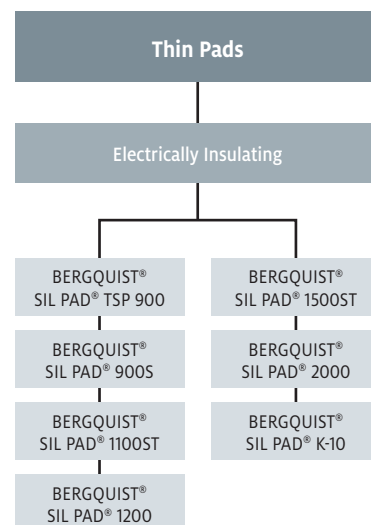 Thin Pads
Electrically Insulating
BERGQUIST®
SIL PAD® TSP 900
BERGQUIST®
SIL PAD® 900S
BERGQUIST®
SIL PAD® 1100ST
BERGQUIST®
SIL PAD® 1200
BERGQUIST®
SIL PAD® 1500ST
BERGQUIST®
SIL PAD® 2000
BERGQUIST®
SIL PAD® K-10